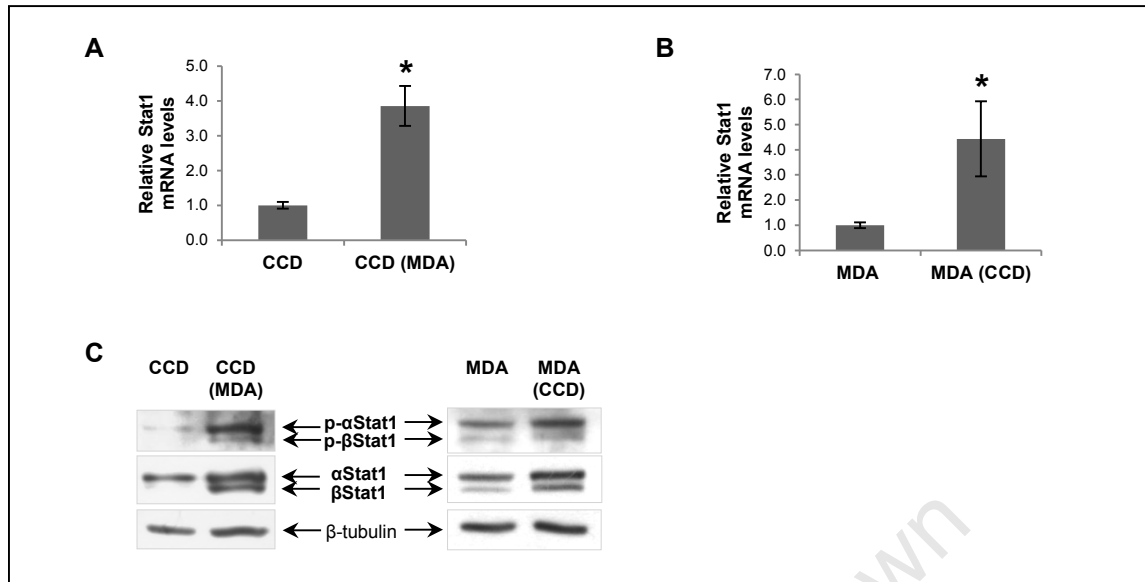 A
Relative Stat1
mRNA levels
5.0
4.0
3.0
2.0
1.0
0.0
*
CCD
CCD (MDA)
B
Relative Stat1
mRNA levels
7.0
6.0
5.0
4.0
3.0
2.0
1.0
0.0
*
MDA
MDA (CCD)
C
CCD
CCD
(MDA)
MDA
MDA
(CCD)
p-αStat1
p-βStat1
αStat1
βStat1
β-tubulin
wn